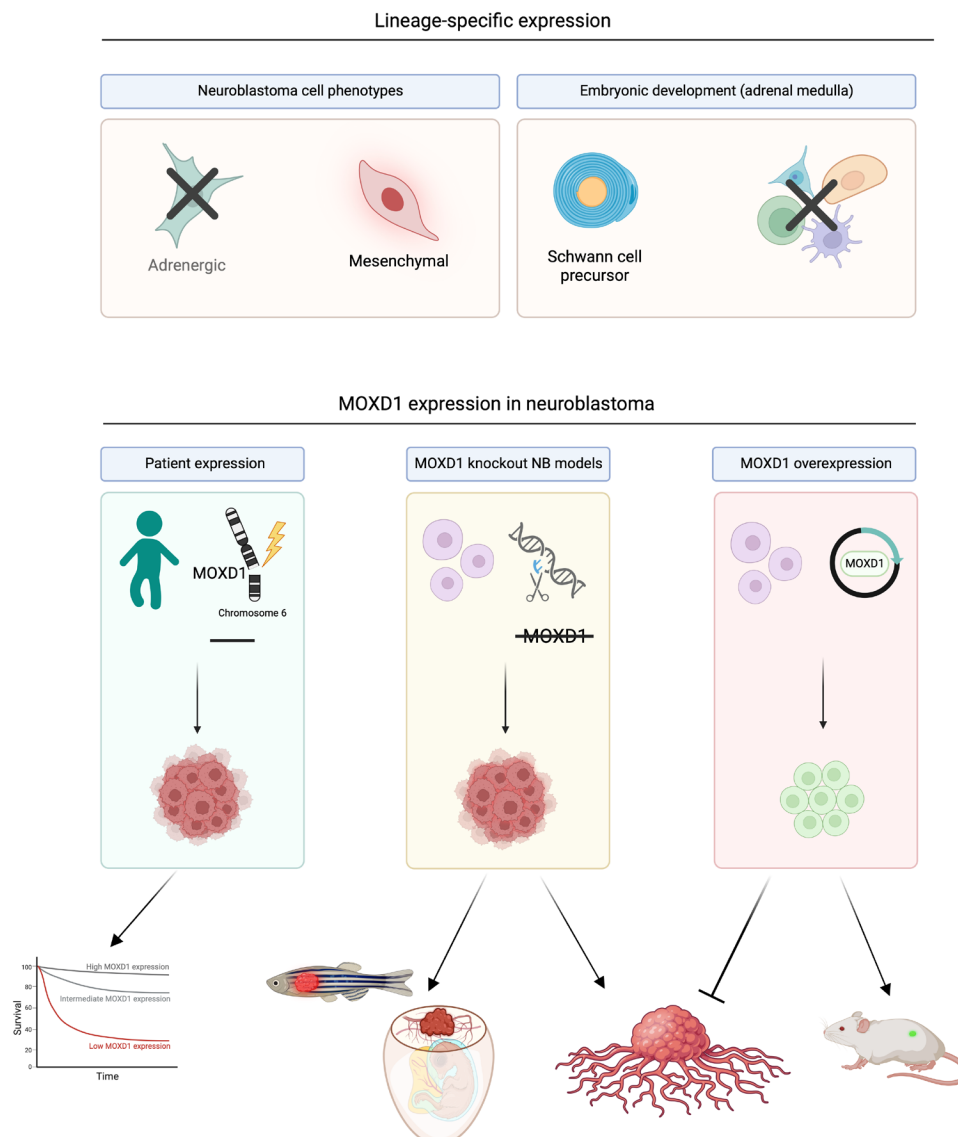 Lineage-specific expression
Neuroblastoma cell phenotypes
Embryonic development (adrenal medulla)
Adrenergic
Mesenchymal
Schwann cell
precursor
MOXD1 expression in neuroblastoma
Patient expression
MOXD1 knockout NB models
MOXD1 overexpression
MOXD1
Chromosome 6
MOXD1
MOXD1
Survival
100
80
60
40
20
0
High MOXD1 expression
Intermediate MOXD1 expression
Low MOXD1 expression
Time